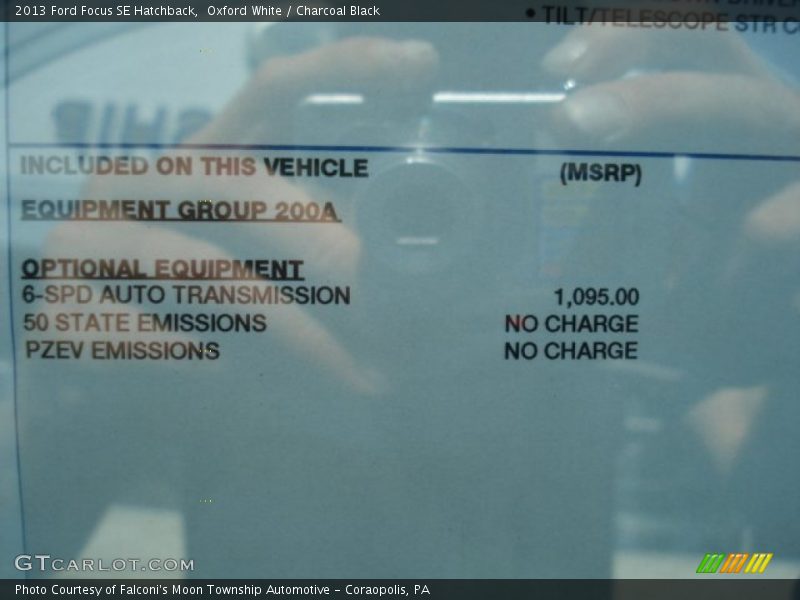 2013 Ford Focus SE Hatchback, Oxford White / Charcoal Black
• TILT/TELESCOPE STR C
INCLUDED ON THIS VEHICLE (MSRP)
EQUIPMENT GROUP 200A
OPTIONAL EQUIPMENT
6-SPD AUTO TRANSMISSION 1,095.00
50 STATE EMISSIONS NO CHARGE
PZEV EMISSIONS NO CHARGE
GTCARLOT.COM
Photo Courtesy of Falconi's Moon Township Automotive - Coraopolis, PA